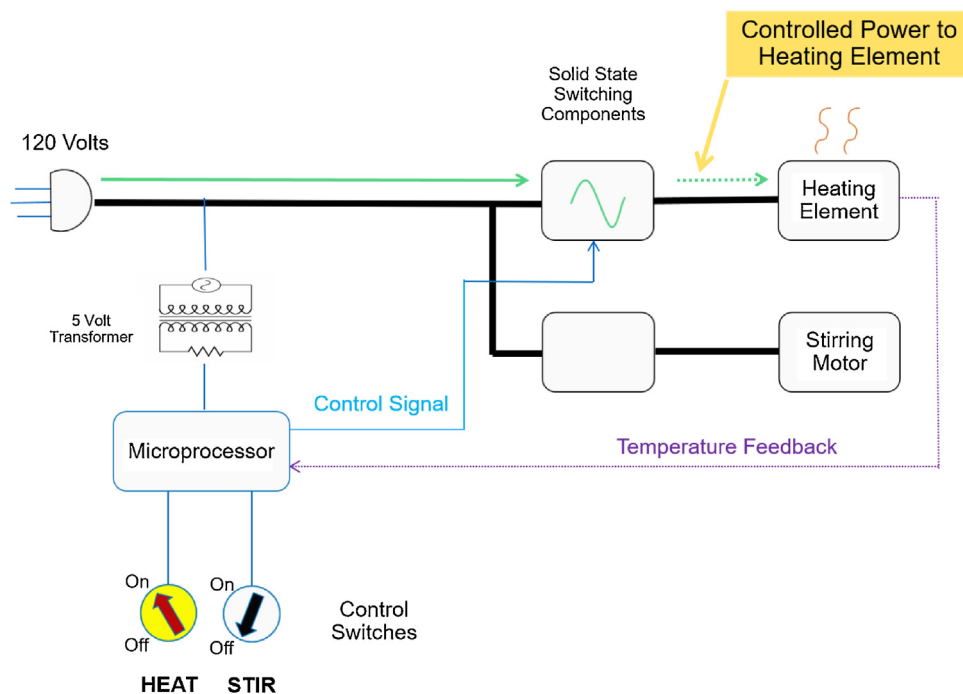 Controlled Power to
Heating Element
Solid State
Switching
Components
120 Volts
Heating
Element
5 Volt
Transformer
Stirring
Motor
Control Signal
Microprocessor
Temperature Feedback
On
On
Off
Off
Control
Switches
HEAT
STIR